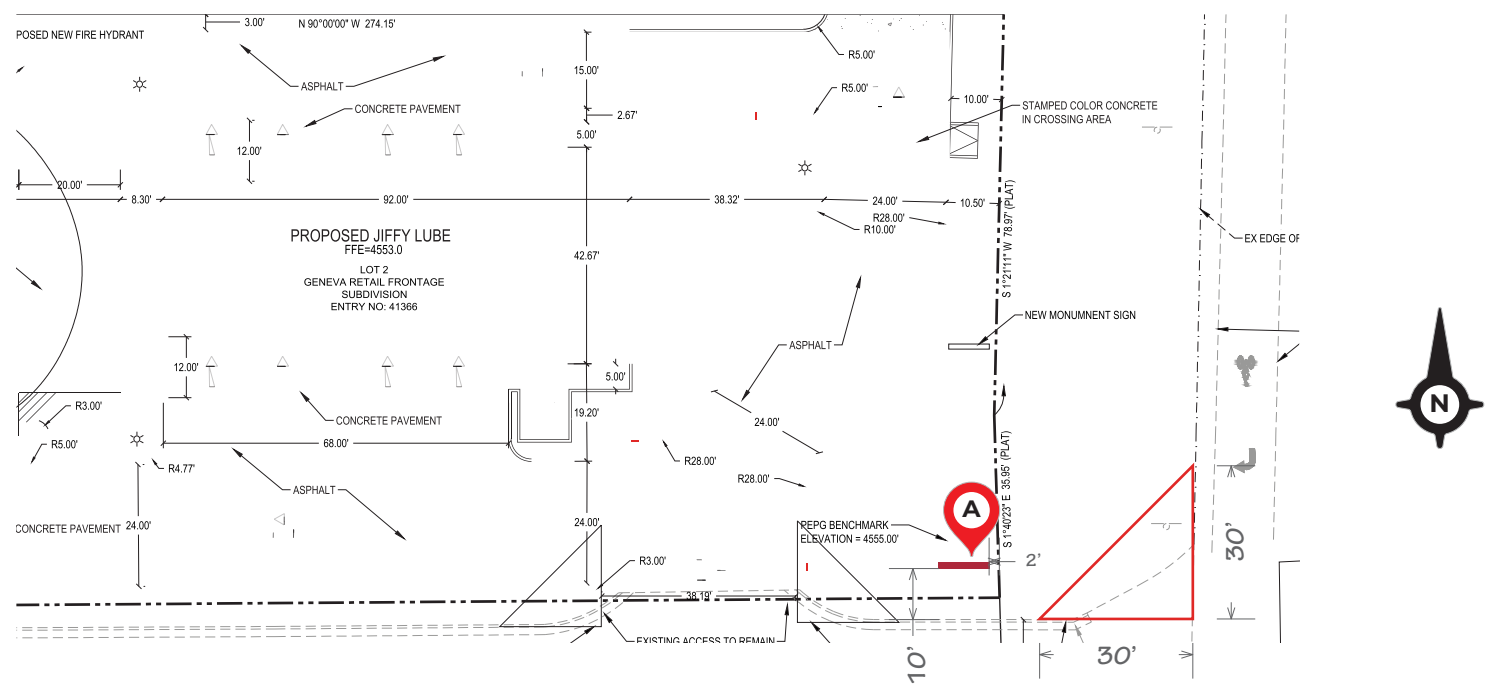 3.00'
N 90°00'00" W 274.15'
POSED NEW FIRE HYDRANT
R5.00'
15.00'
ASPHALT
R5.00'
10.00'
CONCRETE PAVEMENT
STAMPED COLOR CONCRETE
IN CROSSING AREA
2.67'
5.00'
12.00'
20.00'
8.30'
92.00'
38.32'
24.00'
10.50'
R28.00'
R10.00'
S 1°21'11" W 78.97' (PLAT)
PROPOSED JIFFY LUBE
FFE=4553.0
EX EDGE OF
42.67'
LOT 2
GENEVA RETAIL FRONTAGE
SUBDIVISION
ENTRY NO: 41366
NEW MONUMNENT SIGN
ASPHALT
12.00'
5.00'
R3.00'
19.20'
CONCRETE PAVEMENT
24.00'
N
R5.00'
68.00'
R4.77'
R28.00'
R28.00'
ASPHALT
S 1°40'23" E 35.95' (PLAT)
A
CONCRETE PAVEMENT
24.00'
24.00'
PEPG BENCHMARK
ELEVATION = 4555.00'
R3.00'
2'
30'
38.19'
EXISTING ACCESS TO REMAIN
10'
30'